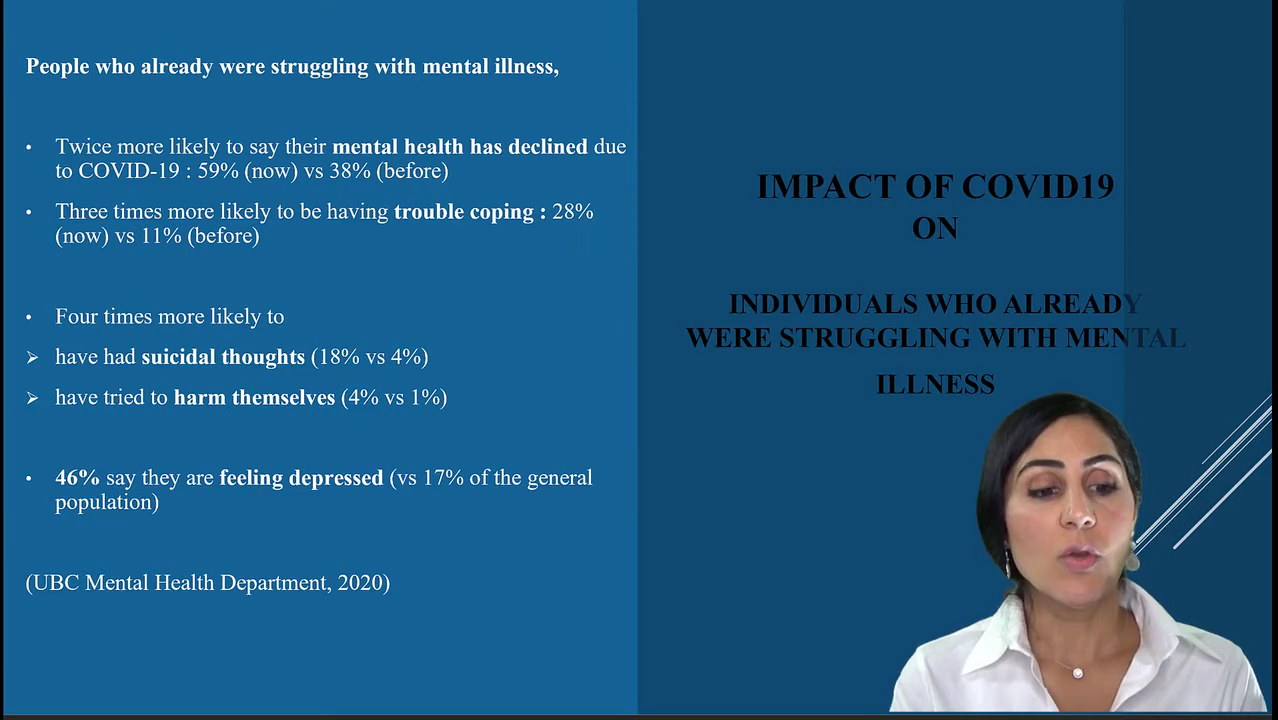 People who already were struggling with mental illness,
• Twice more likely to say their mental health has declined due
to COVID-19 : 59% (now) vs 38% (before)
• Three times more likely to be having trouble coping : 28%
(now) vs 11% (before)
• Four times more likely to
➢ have had suicidal thoughts (18% vs 4%)
➢ have tried to harm themselves (4% vs 1%)
• 46% say they are feeling depressed (vs 17% of the general
population)
(UBC Mental Health Department, 2020)
IMPACT OF COVID19
ON
INDIVIDUALS WHO ALREADY
WERE STRUGGLING WITH MENTAL
ILLNESS